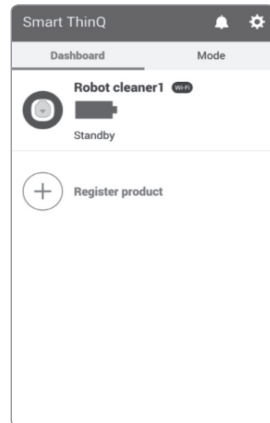 Smart ThinQ
Dashboard Mode
Robot cleaner1 Wi-Fi
Standby
Register product